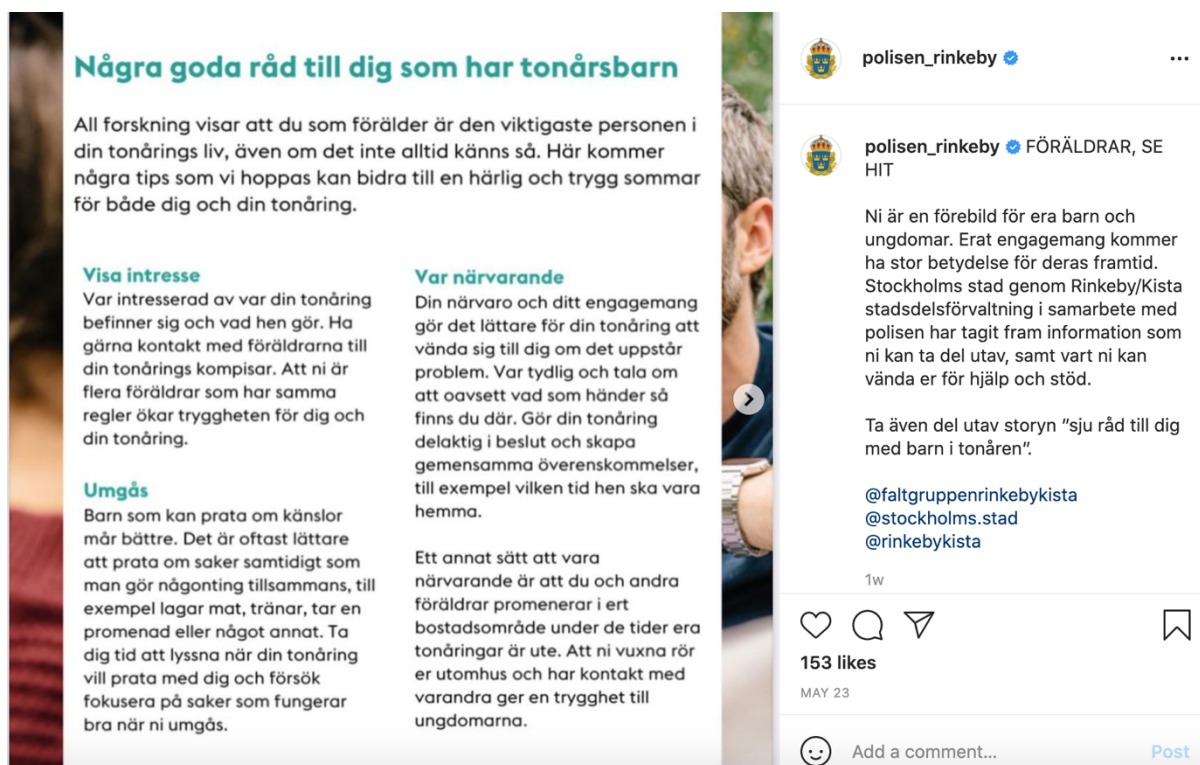 Några goda råd till dig som har tonårsbarn
All forskning visar att du som förälder är den viktigaste personen i
din tonårings liv, även om det inte alltid känns så. Här kommer
några tips som vi hoppas kan bidra till en härlig och trygg sommar
för både dig och din tonåring.
Visa intresse
Var intresserad av var din tonåring
befinner sig och vad hen gör. Ha
gärna kontakt med föräldrarna till
din tonårings kompisar. Att ni är
flera föräldrar som har samma
regler ökar tryggheten för dig och
din tonåring.
Umgås
Barn som kan prata om känslor
mår bättre. Det är oftast lättare
att prata om saker samtidigt som
man gör någonting tillsammans, till
exempel lagar mat, tränar, tar en
promenad eller något annat. Ta
dig tid att lyssna när din tonåring
vill prata med dig och försök
fokusera på saker som fungerar
bra när ni umgås.
Var närvarande
Din närvaro och ditt engagemang
gör det lättare för din tonåring att
vända sig till dig om det uppstår
problem. Var tydlig och tala om
att oavsett vad som händer så
finns du där. Gör din tonåring
delaktig i beslut och skapa
gemensamma överenskommelser,
till exempel vilken tid hen ska vara
hemma.
Ett annat sätt att vara
närvarande är att du och andra
föräldrar promenerar i ert
bostadsområde under de tider era
tonåringar är ute. Att ni vuxna rör
er utomhus och har kontakt med
varandra ger en trygghet till
ungdomarna.
polisen_rinkeby
polisen_rinkeby FÖRÄLDRAR, SE
HIT
Ni är en förebild för era barn och
ungdomar. Erat engagemang kommer
ha stor betydelse för deras framtid.
Stockholms stad genom Rinkeby/Kista
stadsdelsförvaltning i samarbete med
polisen har tagit fram information som
ni kan ta del utav, samt vart ni kan
vända er för hjälp och stöd.
Ta även del utav storyn ”sju råd till dig
med barn i tonåren”.
@faltgruppenrinkebykista
@stockholms.stad
@rinkebykista
1w
153 likes
MAY 23
Add a comment...
Post